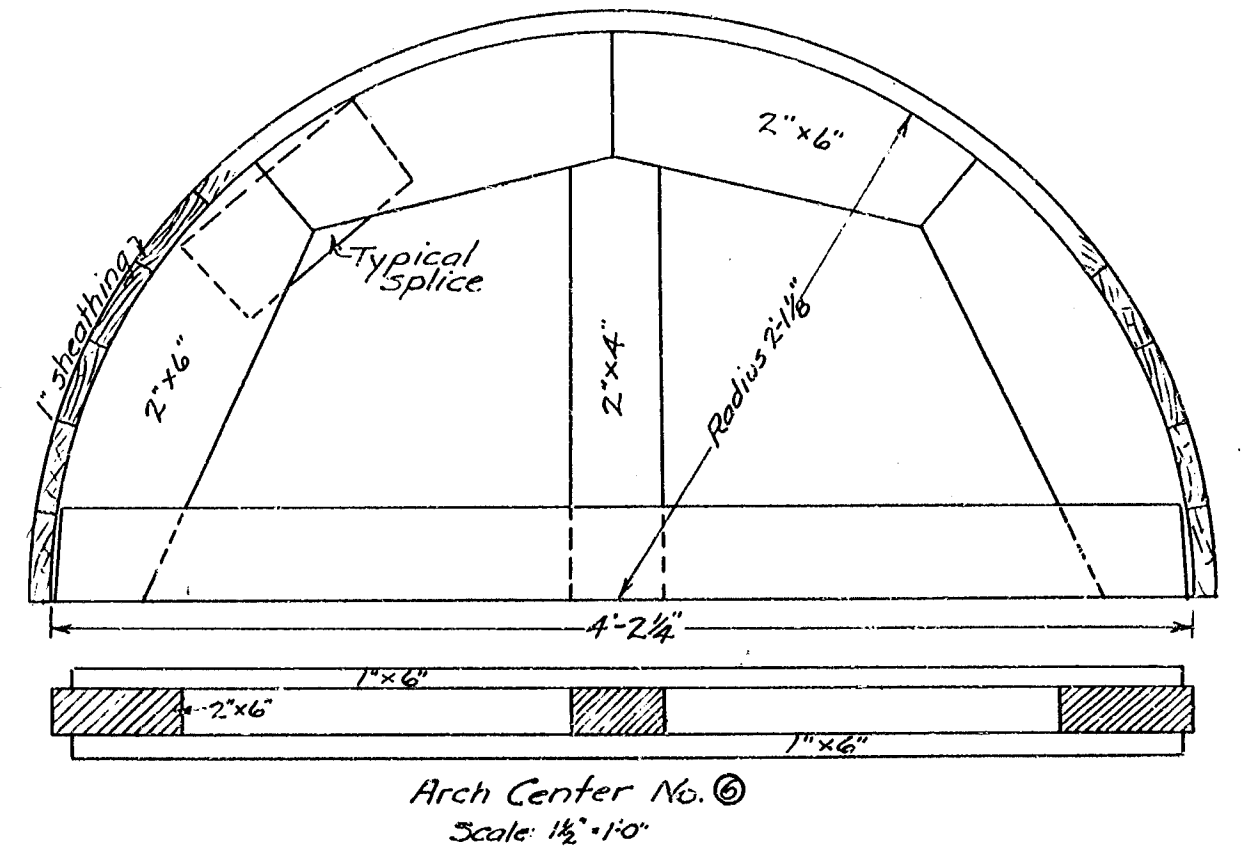 2"x6"
Typical
splice
1" sheathing
2"x6"
2"x4"
Radius 2'-1⅛"
4'-2¼"
1"x6"
2"x6"
1"x6"
Arch Center No. ⑥
Scale: 1½"=1'0"